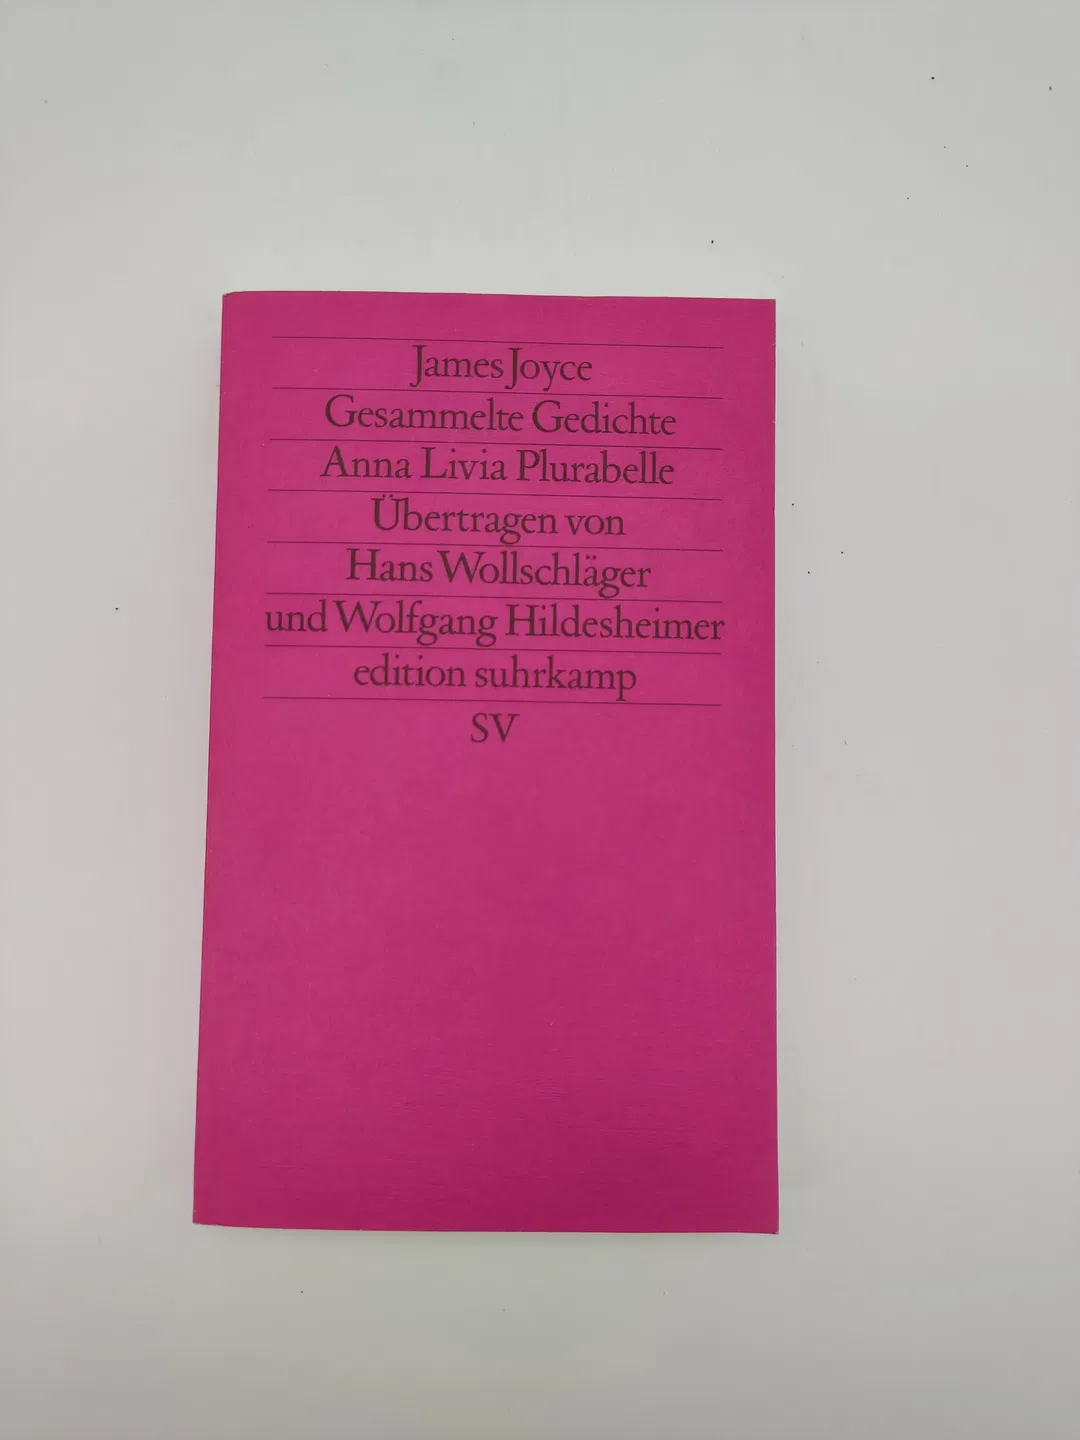 James Joyce
Gesammelte Gedichte
Anna Livia Plurabelle
Übertragen von
Hans Wollschläger
und Wolfgang Hildesheimer
edition suhrkamp
SV